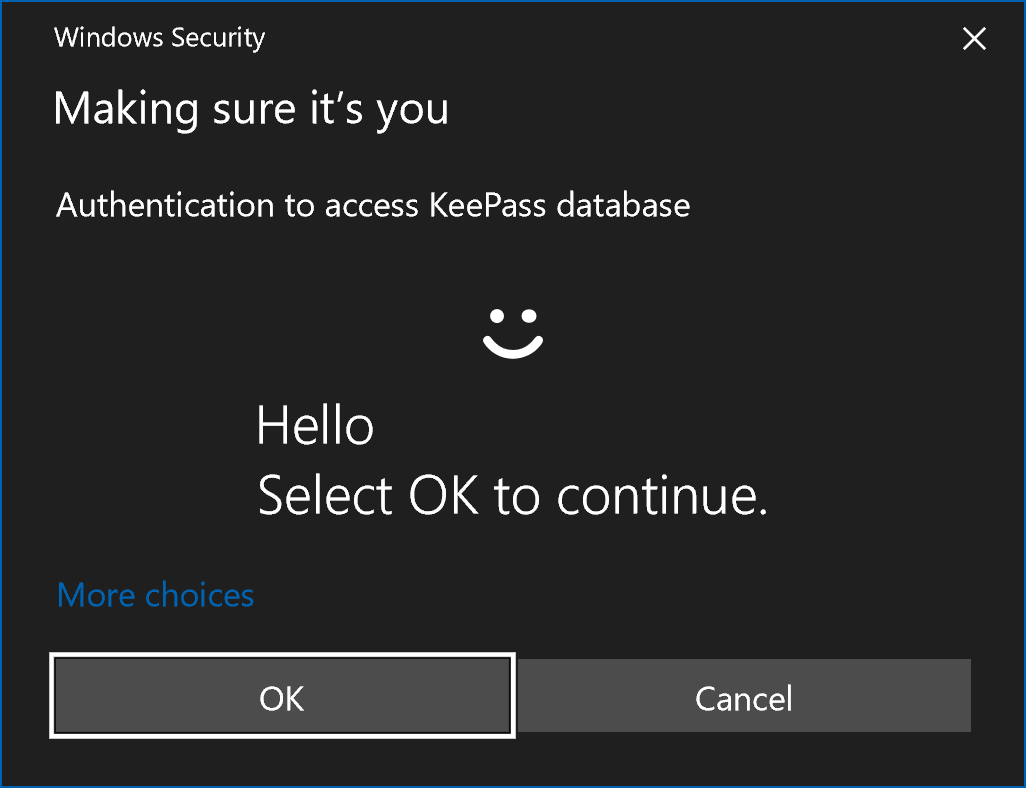 Windows Security
Making sure it’s you
Authentication to access KeePass database
Hello
Select OK to continue.
More choices
OK
Cancel